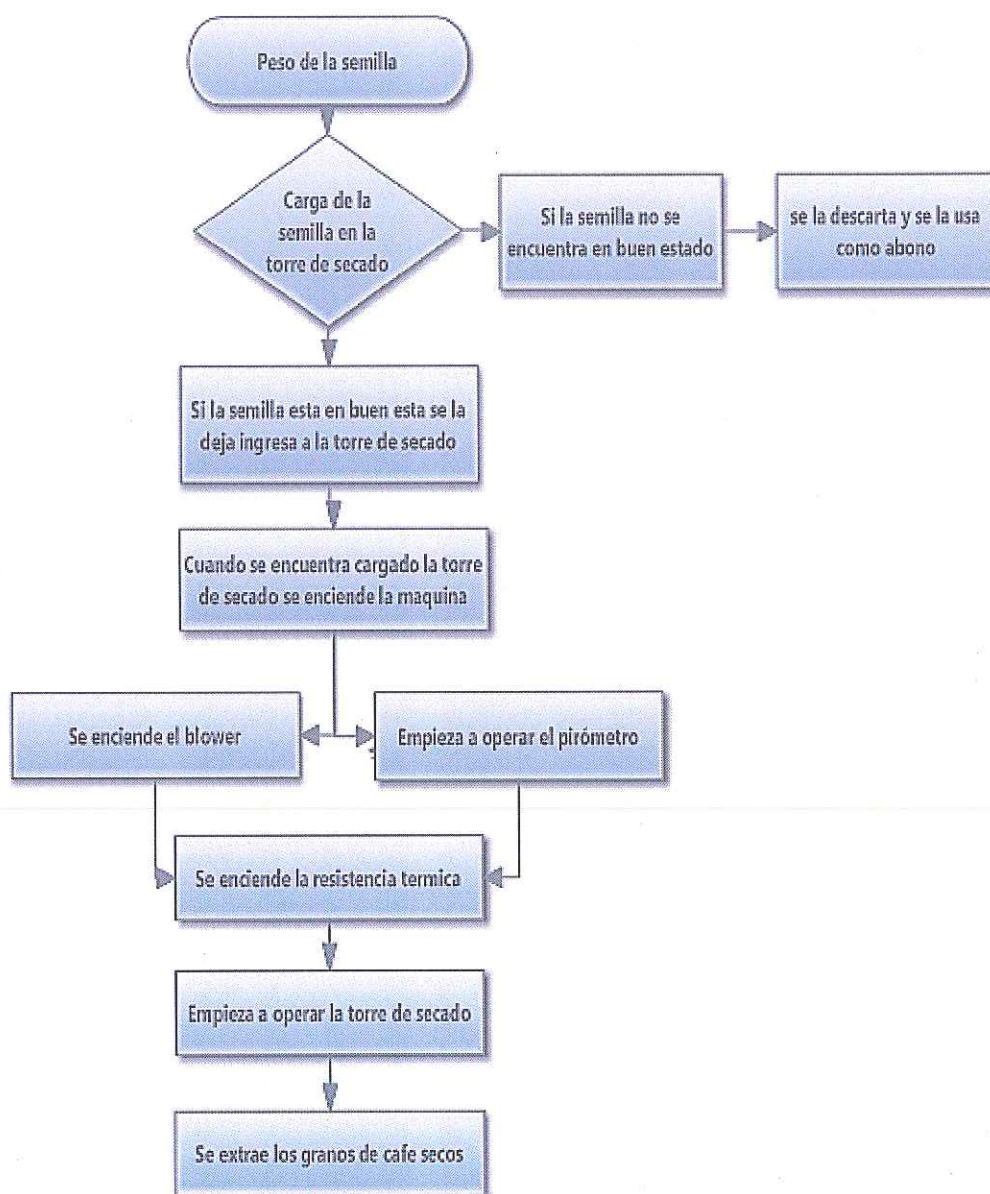 Peso de la semilla
Carga de la
semilla en la
torre de secado
Si la semilla no se
encuentra en buen estado
se la descarta y se la usa
como abono
Si la semilla esta en buen esta se la
deja ingresa a la torre de secado
Cuando se encuentra cargado la torre
de secado se enciende la maquina
Se enciende el blower
Empieza a operar el pirómetro
Se enciende la resistencia termica
Empieza a operar la torre de secado
Se extrae los granos de cafe secos